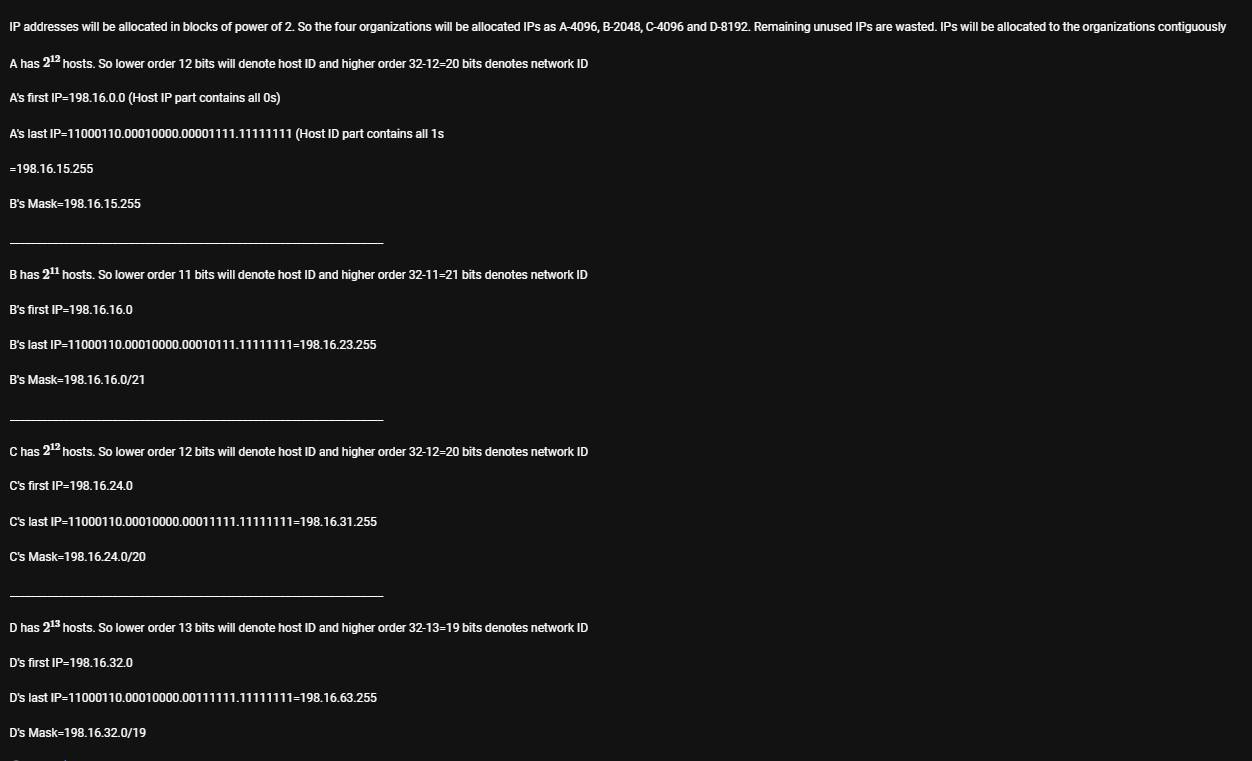 IP addresses will be allocated in blocks of power of 2. So the four organizations will be allocated IPs as A-4096, B-2048, C-4096 and D-8192. Remaining unused IPs are wasted. IPs will be allocated to the organizations contiguously
A has 2¹² hosts. So lower order 12 bits will denote host ID and higher order 32-12=20 bits denotes network ID
A's first IP=198.16.0.0 (Host IP part contains all 0s)
A's last IP=11000110.00010000.00001111.11111111 (Host ID part contains all 1s
=198.16.15.255
B's Mask=198.16.15.255
B has 2¹¹ hosts. So lower order 11 bits will denote host ID and higher order 32-11=21 bits denotes network ID
B's first IP=198.16.16.0
B's last IP=11000110.00010000.00010111.11111111=198.16.23.255
B's Mask=198.16.16.0/21
C has 2¹² hosts. So lower order 12 bits will denote host ID and higher order 32-12=20 bits denotes network ID
C's first IP=198.16.24.0
C's last IP=11000110.00010000.00011111.11111111=198.16.31.255
C's Mask=198.16.24.0/20
D has 2¹³ hosts. So lower order 13 bits will denote host ID and higher order 32-13=19 bits denotes network ID
D's first IP=198.16.32.0
D's last IP=11000110.00010000.00111111.11111111=198.16.63.255
D's Mask=198.16.32.0/19